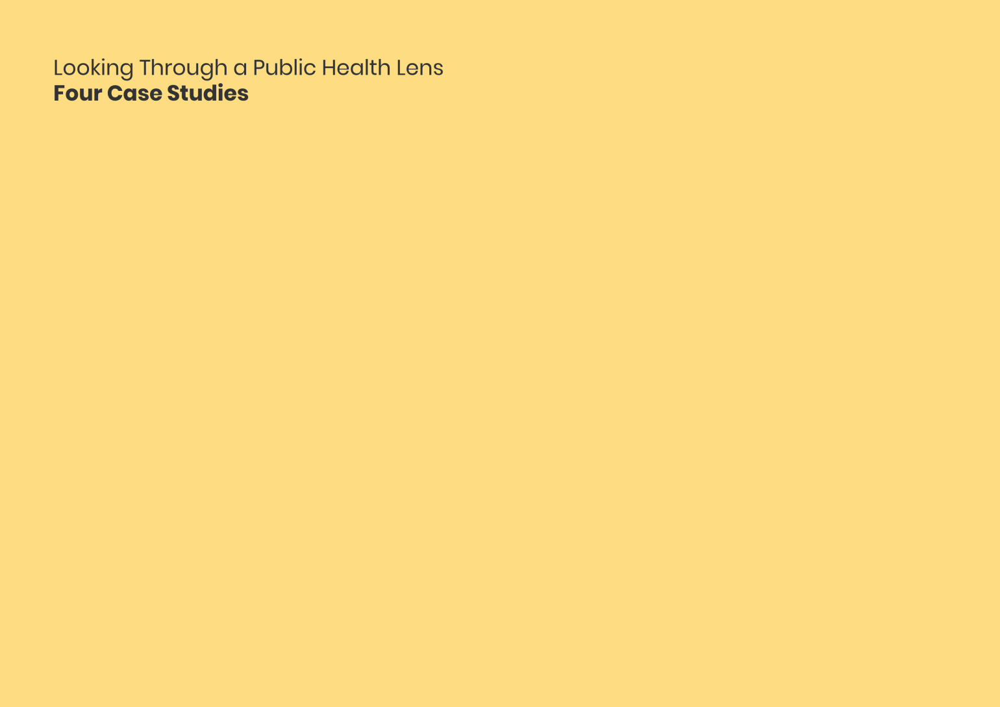 Looking Through a Public Health Lens
Four Case Studies